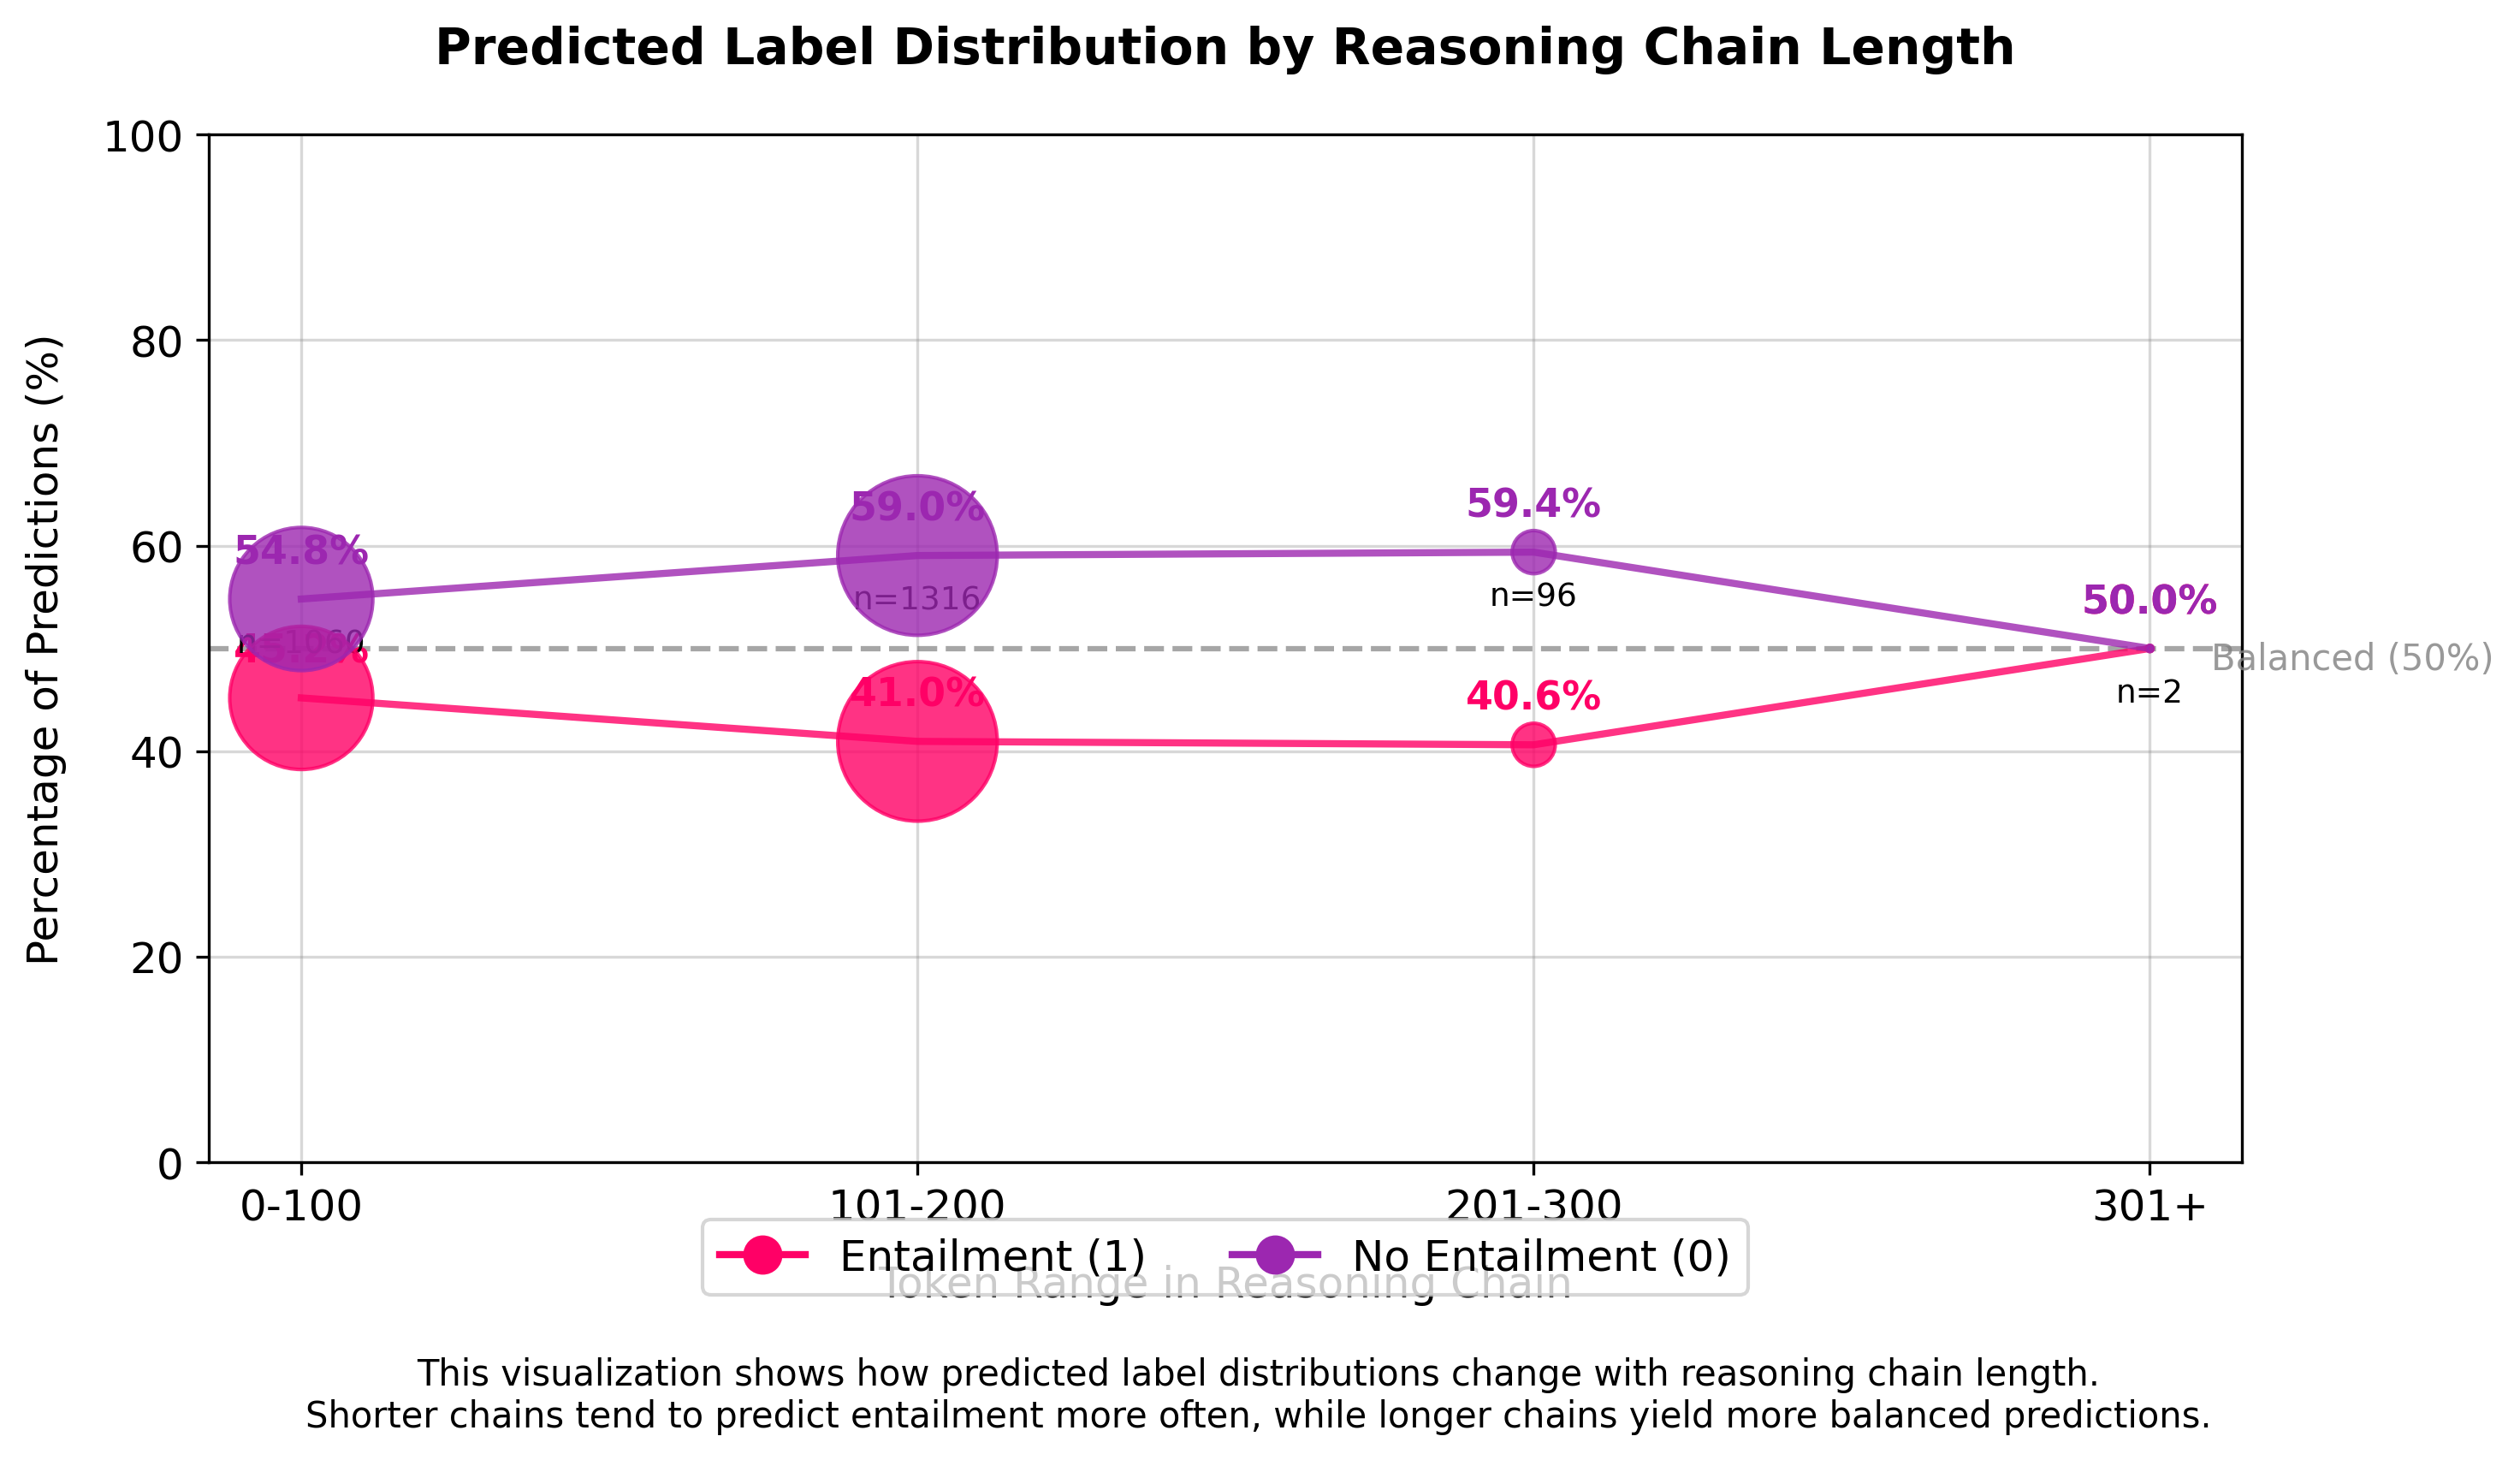 Predicted Label Distribution by Reasoning Chain Length
Percentage of Predictions (%)
100
80
60
40
20
0
54.8%
n=1060
45.2%
59.0%
n=1316
41.0%
59.4%
n=96
40.6%
50.0%
n=2
Balanced (50%)
0-100
101-200
201-300
301+
Entailment (1)
No Entailment (0)
Token Range in Reasoning Chain
This visualization shows how predicted label distributions change with reasoning chain length.
Shorter chains tend to predict entailment more often, while longer chains yield more balanced predictions.